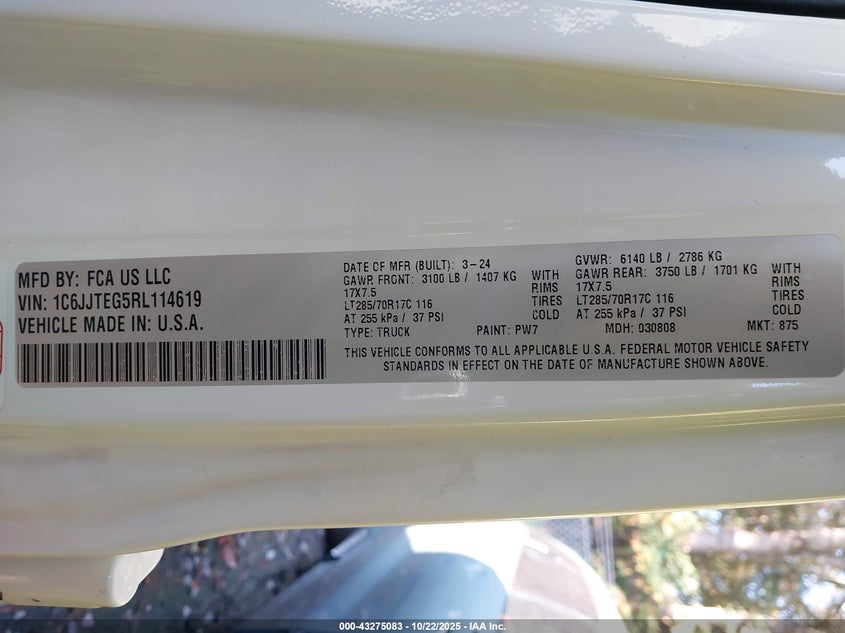 MFD BY: FCA US LLC
VIN: 1C6JJTEG5RL114619
VEHICLE MADE IN: U.S.A.
DATE OF MFR (BUILT): 3-24
GAWR FRONT: 3100 LB / 1407 KG WITH
17X7.5 RIMS
LT285/70R17C 116 TIRES
AT 255 kPa / 37 PSI COLD
TYPE: TRUCK PAINT: PW7
GVWR: 6140 LB / 2786 KG
GAWR REAR: 3750 LB / 1701 KG WITH
17X7.5 RIMS
LT285/70R17C 116 TIRES
AT 255 kPa / 37 PSI COLD
MDH: 030808 MKT: 875
THIS VEHICLE CONFORMS TO ALL APPLICABLE U.S.A. FEDERAL MOTOR VEHICLE SAFETY
STANDARDS IN EFFECT ON THE DATE OF MANUFACTURE SHOWN ABOVE.
000-43275083 - 10/22/2025 - IAA Inc.